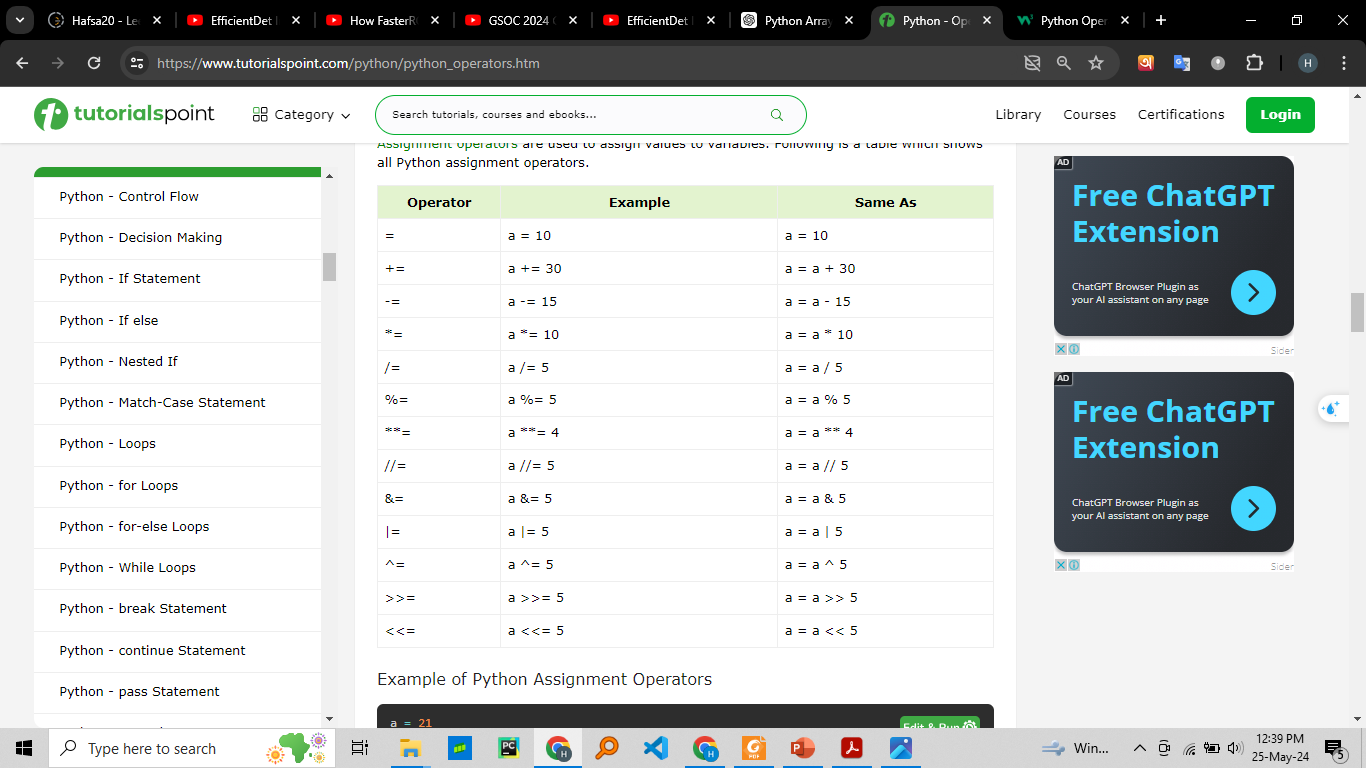 Hafsa20 - Le
EfficientDet
How FasterR
GSOC 2024
EfficientDet
Python Array
Python - Ope
Python Oper
https://www.tutorialspoint.com/python/python_operators.htm
H
tutorialspoint
Category
Search tutorials, courses and ebooks...
Library
Courses
Certifications
Login
Python - Control Flow
Python - Decision Making
Python - If Statement
Python - If else
Python - Nested If
Python - Match-Case Statement
Python - Loops
Python - for Loops
Python - for-else Loops
Python - While Loops
Python - break Statement
Python - continue Statement
Python - pass Statement
Assignment operators are used to assign values to variables. Following is a table which shows
all Python assignment operators.
Operator Example Same As
= a = 10 a = 10
+= a += 30 a = a + 30
-= a -= 15 a = a - 15
*= a *= 10 a = a * 10
/= a /= 5 a = a / 5
%= a %= 5 a = a % 5
**= a **= 4 a = a ** 4
//= a //= 5 a = a // 5
&= a &= 5 a = a & 5
|= a |= 5 a = a | 5
^= a ^= 5 a = a ^ 5
>>= a >>= 5 a = a >> 5
<<= a <<= 5 a = a << 5
Example of Python Assignment Operators
a = 21
Edit & Run
AD
Free ChatGPT
Extension
ChatGPT Browser Plugin as
your AI assistant on any page
Sider
AD
Free ChatGPT
Extension
ChatGPT Browser Plugin as
your AI assistant on any page
Sider
Type here to search
Win...
12:39 PM
25-May-24
5